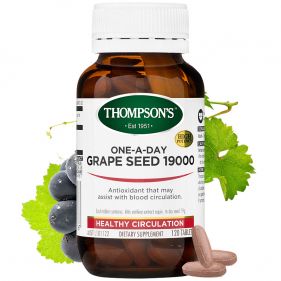 THOMPSON'S
• Est 1951 •
ONE-A-DAY
GRAPE SEED 19000
Antioxidant that may
assist with blood circulation.
HEALTHY CIRCULATION
DIETARY SUPPLEMENT
120 TABLETS